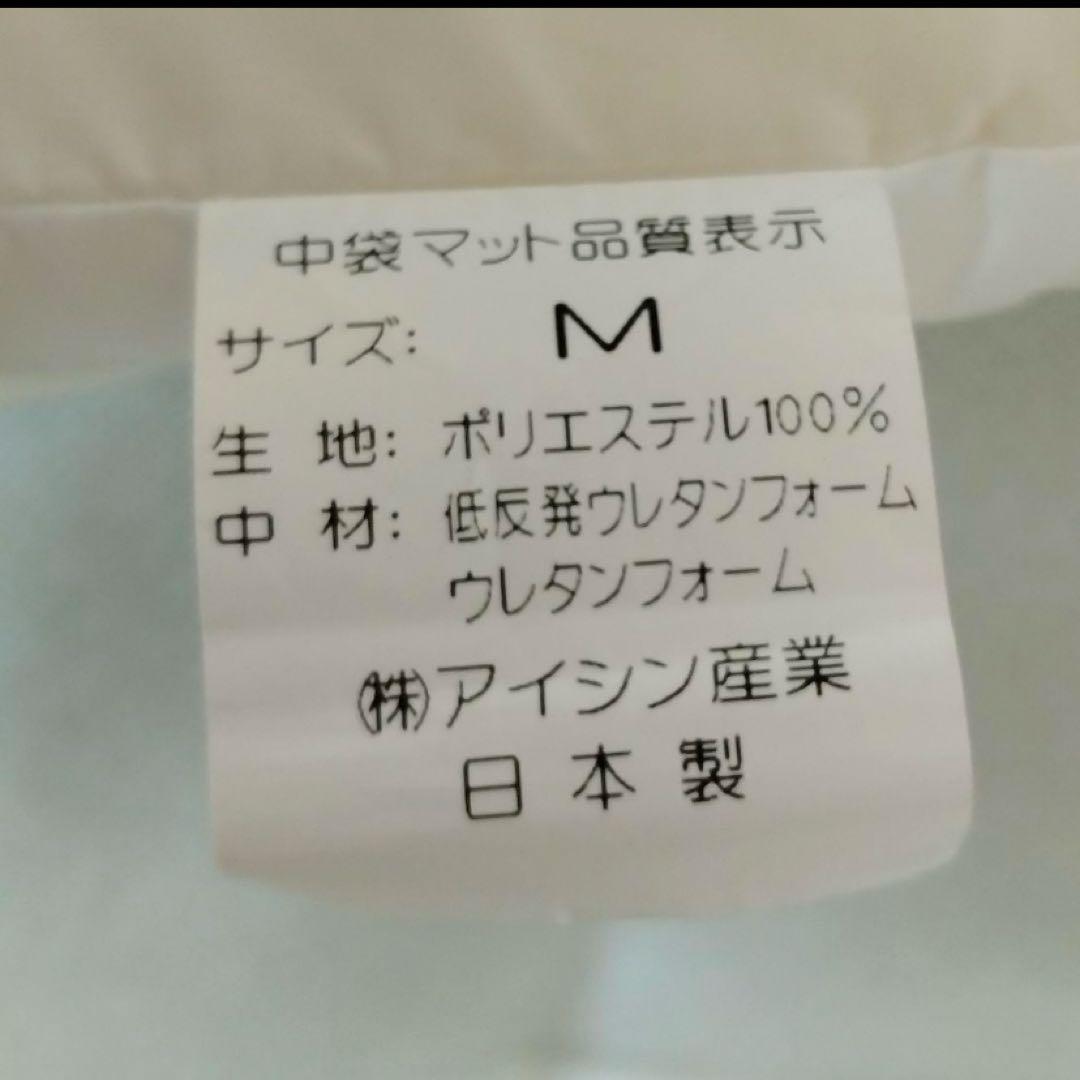 中袋マット品質表示
サイズ: M
生 地: ポリエステル100%
中 材: 低反発ウレタンフォーム
ウレタンフォーム
㈱アイシン産業
日本製